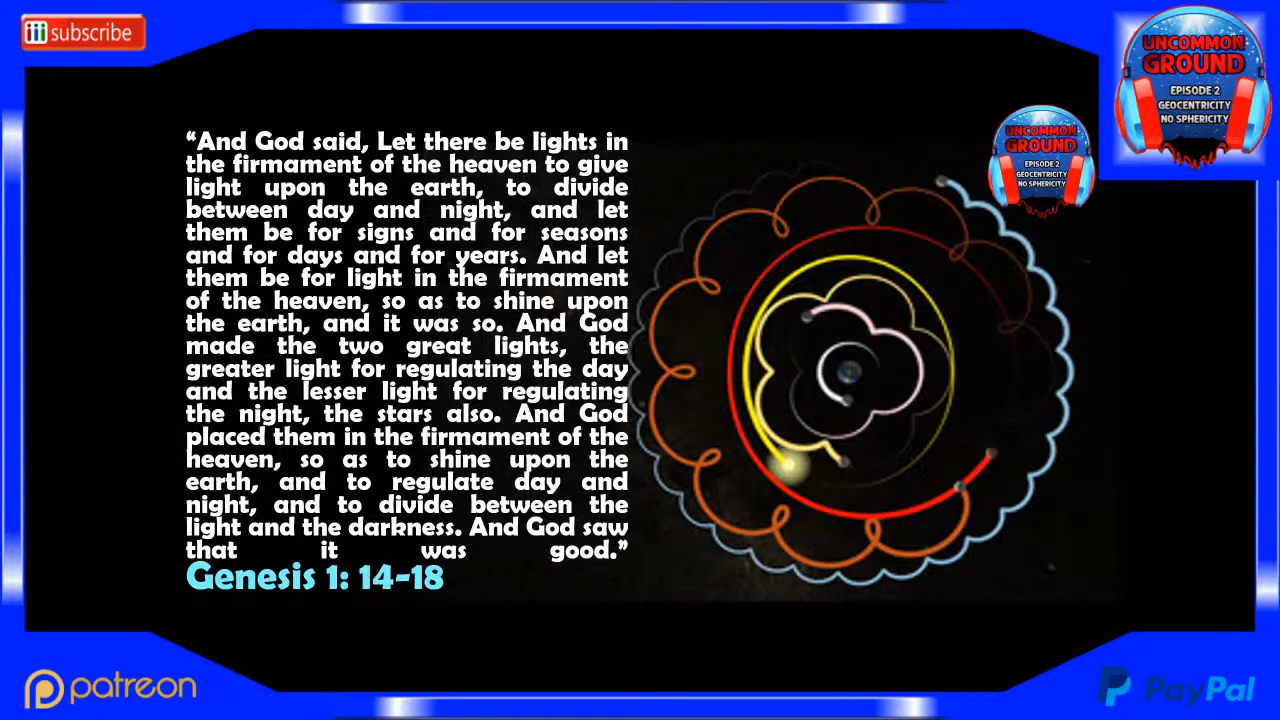 subscribe
UNCOMMON
GROUND
EPISODE 2
GEOCENTRICITY
NO SPHERICITY
UNCOMMON
GROUND
EPISODE 2
GEOCENTRICITY
NO SPHERICITY
“And God said, Let there be lights in
the firmament of the heaven to give
light upon the earth, to divide
between day and night, and let
them be for signs and for seasons
and for days and for years. And let
them be for light in the firmament
of the heaven, so as to shine upon
the earth, and it was so. And God
made the two great lights, the
greater light for regulating the day
and the lesser light for regulating
the night, the stars also. And God
placed them in the firmament of the
heaven, so as to shine upon the
earth, and to regulate day and
night, and to divide between the
light and the darkness. And God saw
that it was good.”
Genesis 1: 14-18
patreon
PayPal